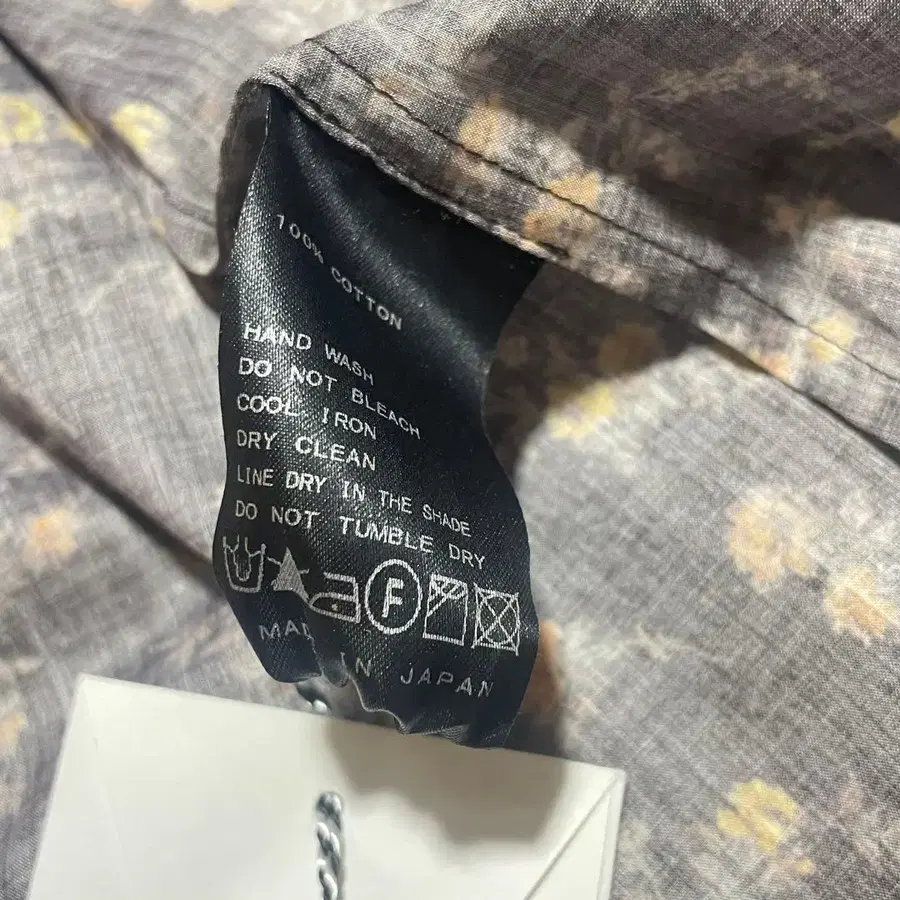 100% COTTON
HAND WASH
DO NOT BLEACH
COOL IRON
DRY CLEAN
LINE DRY IN THE SHADE
DO NOT TUMBLE DRY
F
MADE IN JAPAN